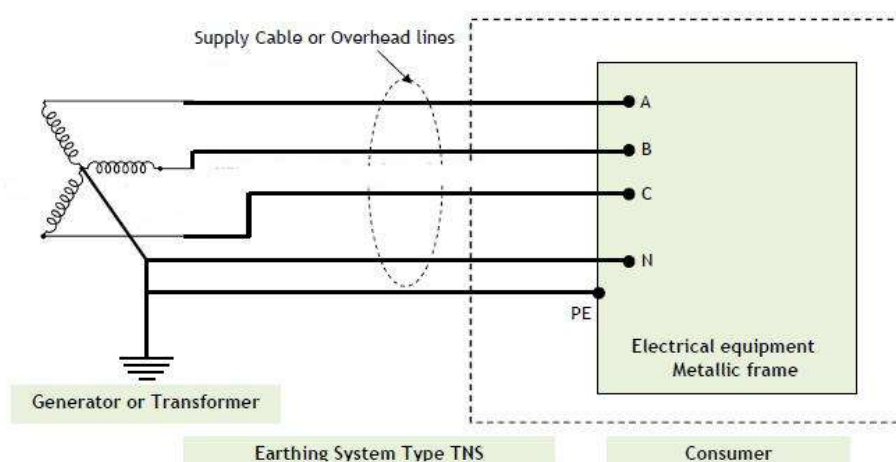 Supply Cable or Overhead lines
A
B
C
N
PE
Electrical equipment
Metallic frame
Generator or Transformer
Earthing System Type TNS
Consumer